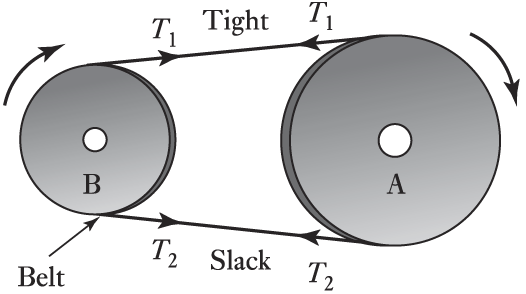 T1 Tight T1
B A
T2 Slack T2
Belt